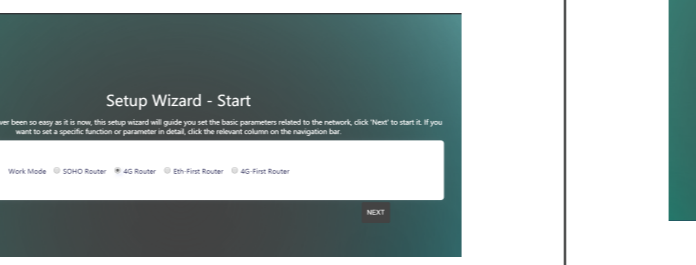 Setup Wizard - Start
ver been so easy as it is now, this setup wizard will guide you set the basic parameters related to the network, click 'Next' to start it. If you
want to set a specific function or parameter in detail, click the relevant column on the navigation bar.
Work Mode SOHO Router 4G Router Eth-First Router 4G-First Router
NEXT